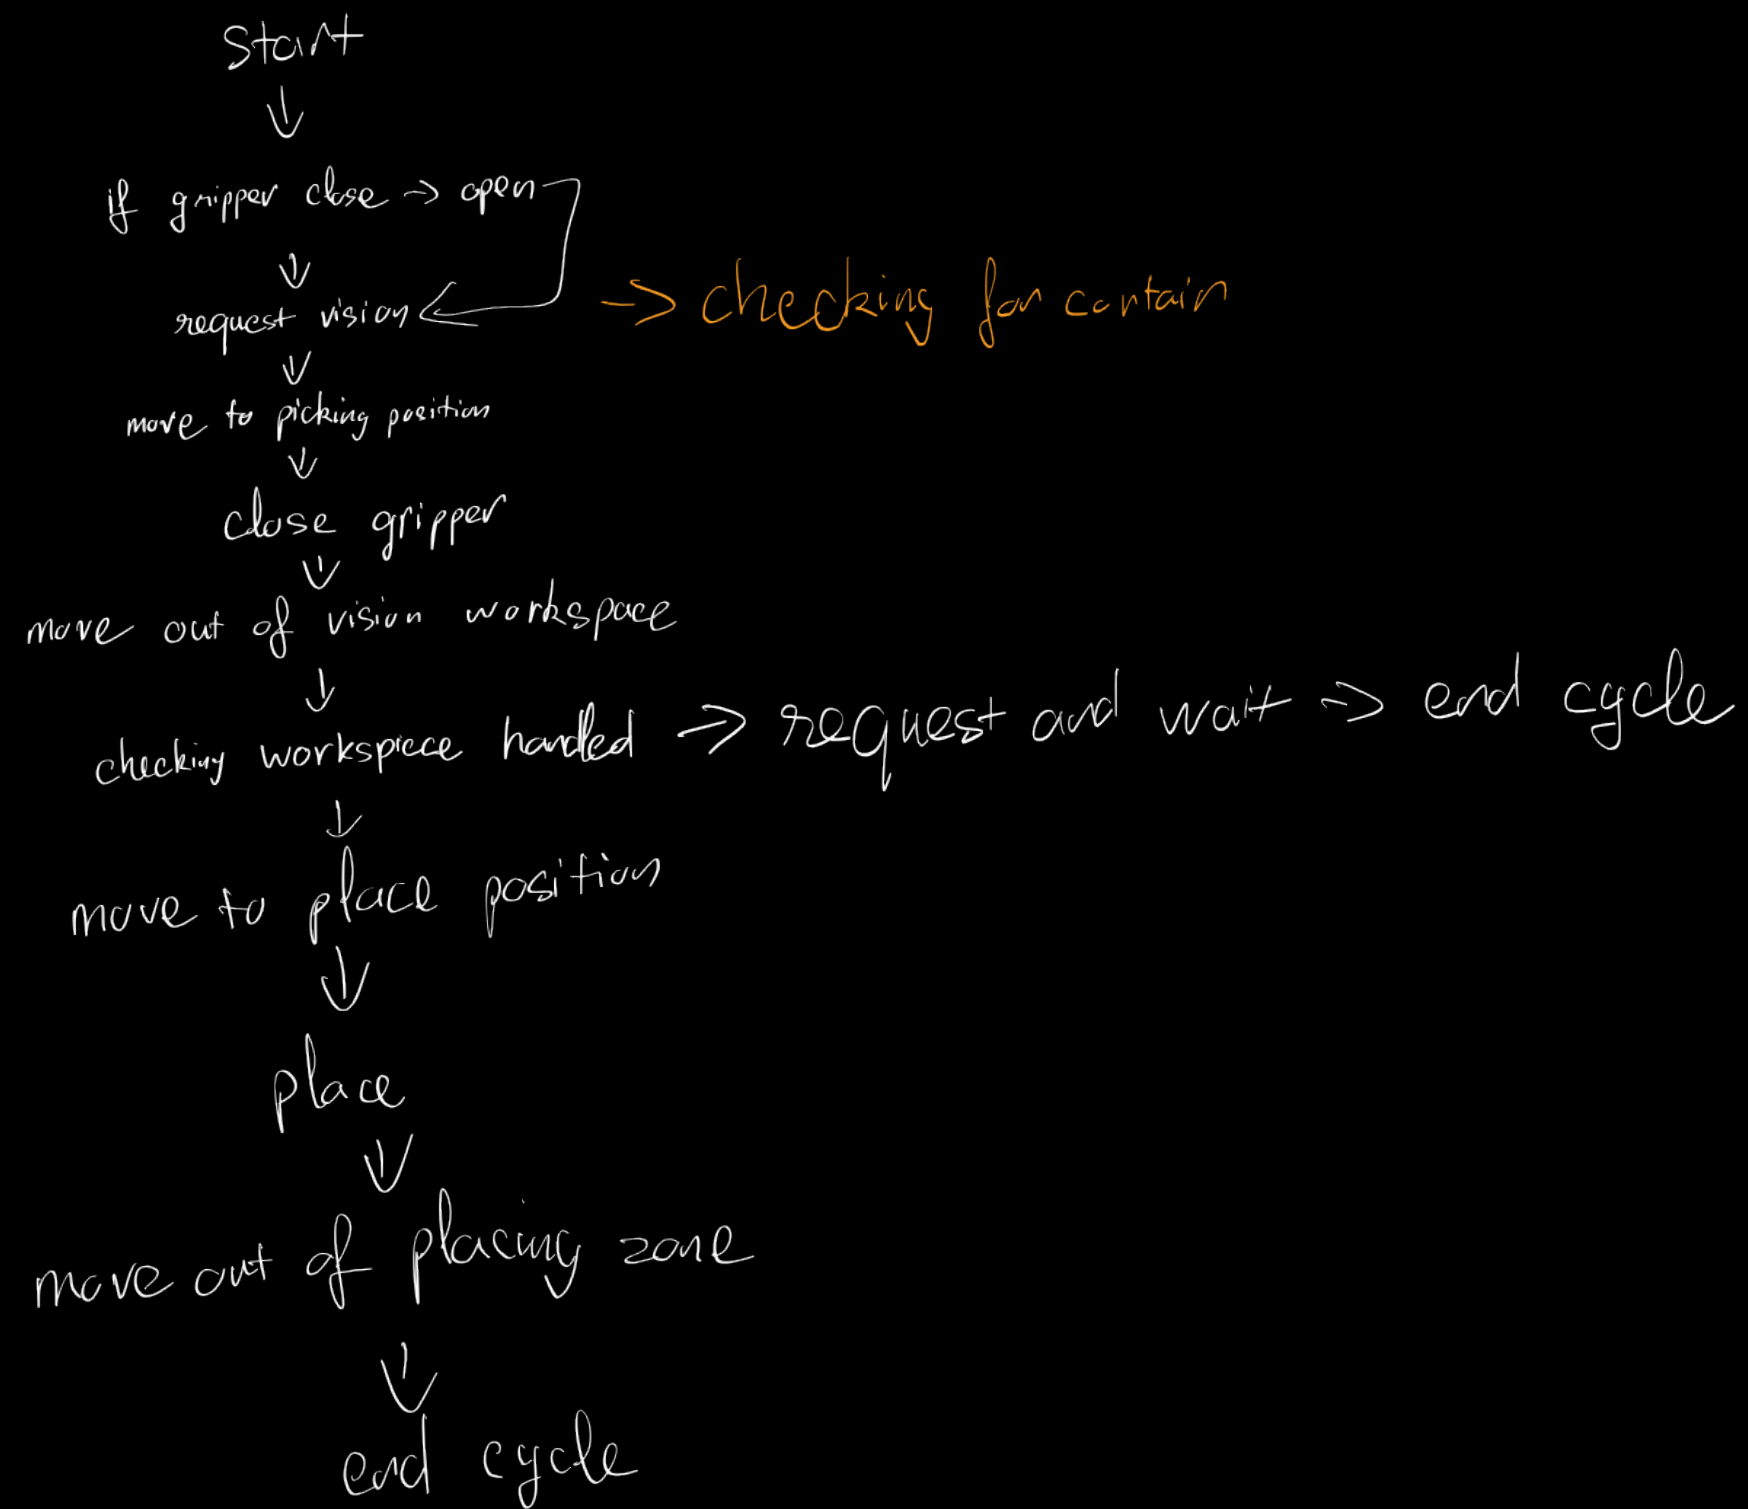 Start
↓
if gripper close → open
↓
request vision → checking for contain
↓
move to picking position
↓
close gripper
↓
move out of vision workspace
↓
checking workspiece handled → request and wait → end cycle
↓
move to place position
↓
place
↓
move out of placing zone
↓
end cycle